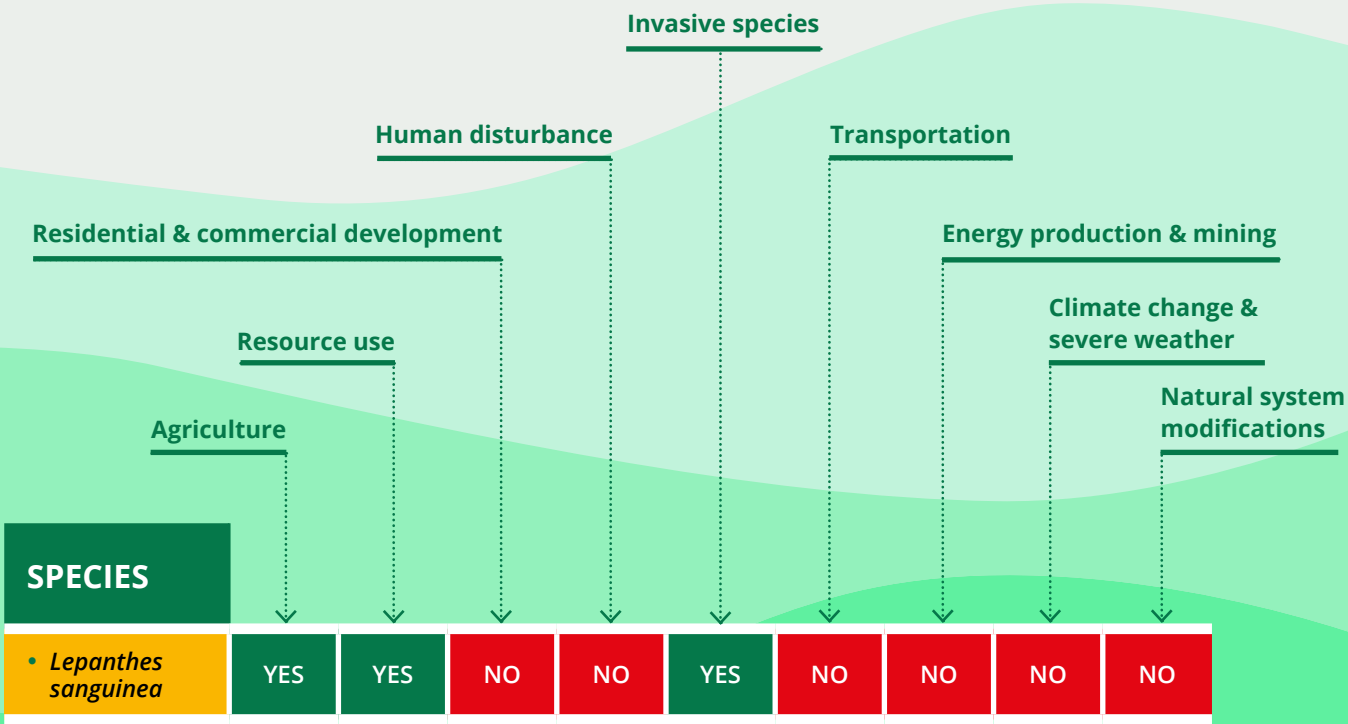 Invasive species
Human disturbance
Transportation
Residential & commercial development
Energy production & mining
Climate change &
severe weather
Resource use
Natural system
modifications
Agriculture
SPECIES
• Lepanthes
sanguinea
YES YES NO NO YES NO NO NO NO